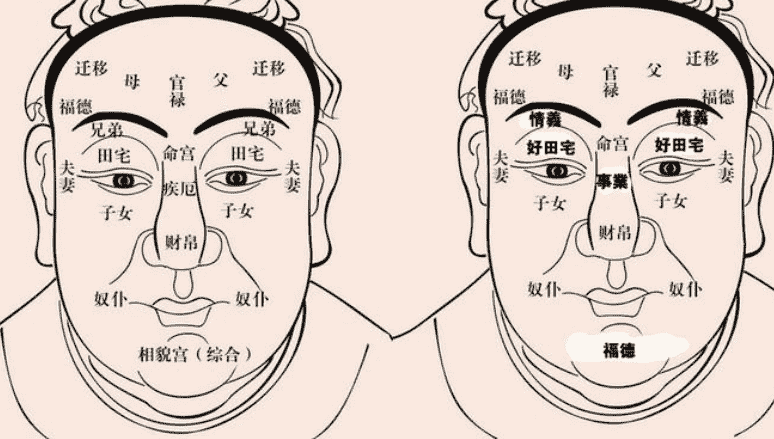 迁移
母
官禄
父
迁移
福德
福德
兄弟
兄弟
田宅
命宫
田宅
夫妻
疾厄
夫妻
子女
子女
财帛
奴仆
奴仆
相貌宫（综合）
迁移
母
官禄
父
迁移
福德
福德
情義
情義
好田宅
命宫
好田宅
夫妻
事業
夫妻
子女
子女
财帛
奴仆
奴仆
福德